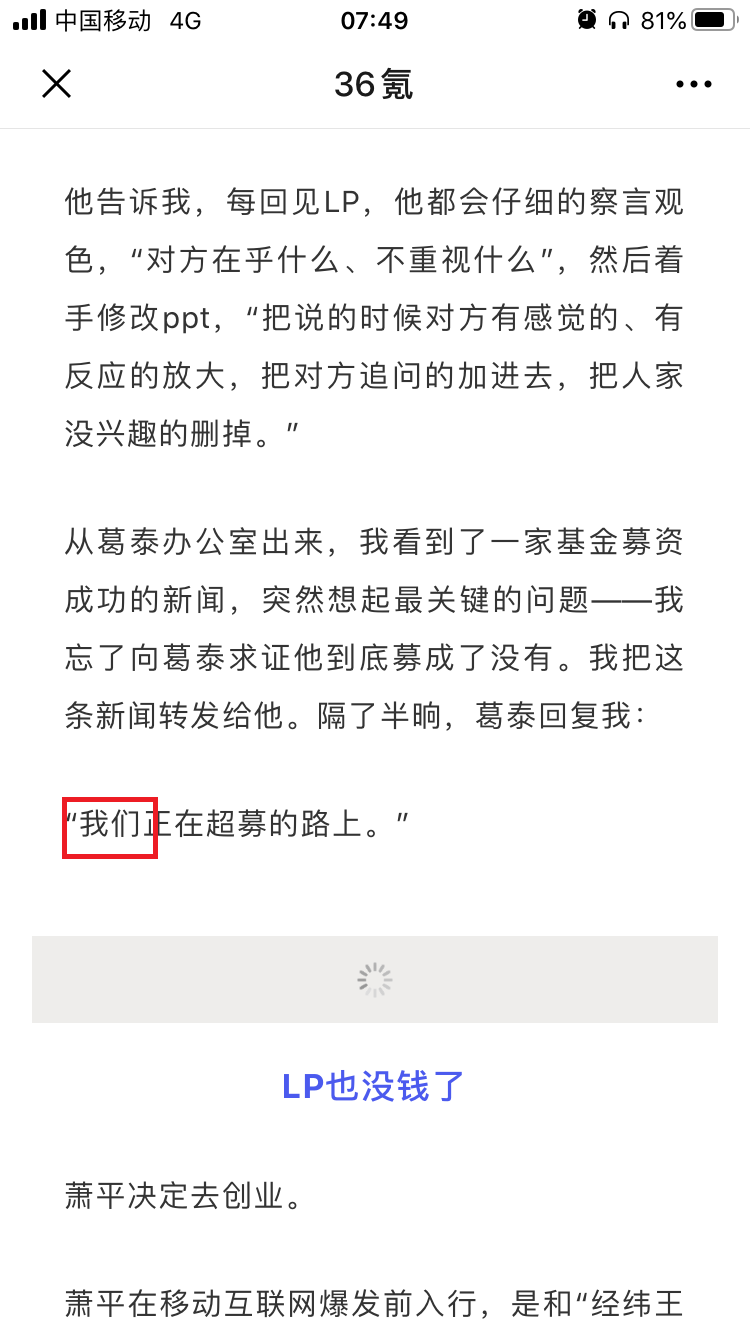 中国移动 4G 07:49 81%
36氪
他告诉我，每回见LP，他都会仔细的察言观
色，“对方在乎什么、不重视什么”，然后着
手修改ppt，“把说的时候对方有感觉的、有
反应的放大，把对方追问的加进去，把人家
没兴趣的删掉。”
从葛泰办公室出来，我看到了一家基金募资
成功的新闻，突然想起最关键的问题——我
忘了向葛泰求证他到底募成了没有。我把这
条新闻转发给他。隔了半晌，葛泰回复我：
“我们正在超募的路上。”
LP也没钱了
萧平决定去创业。
萧平在移动互联网爆发前入行，是和“经纬王